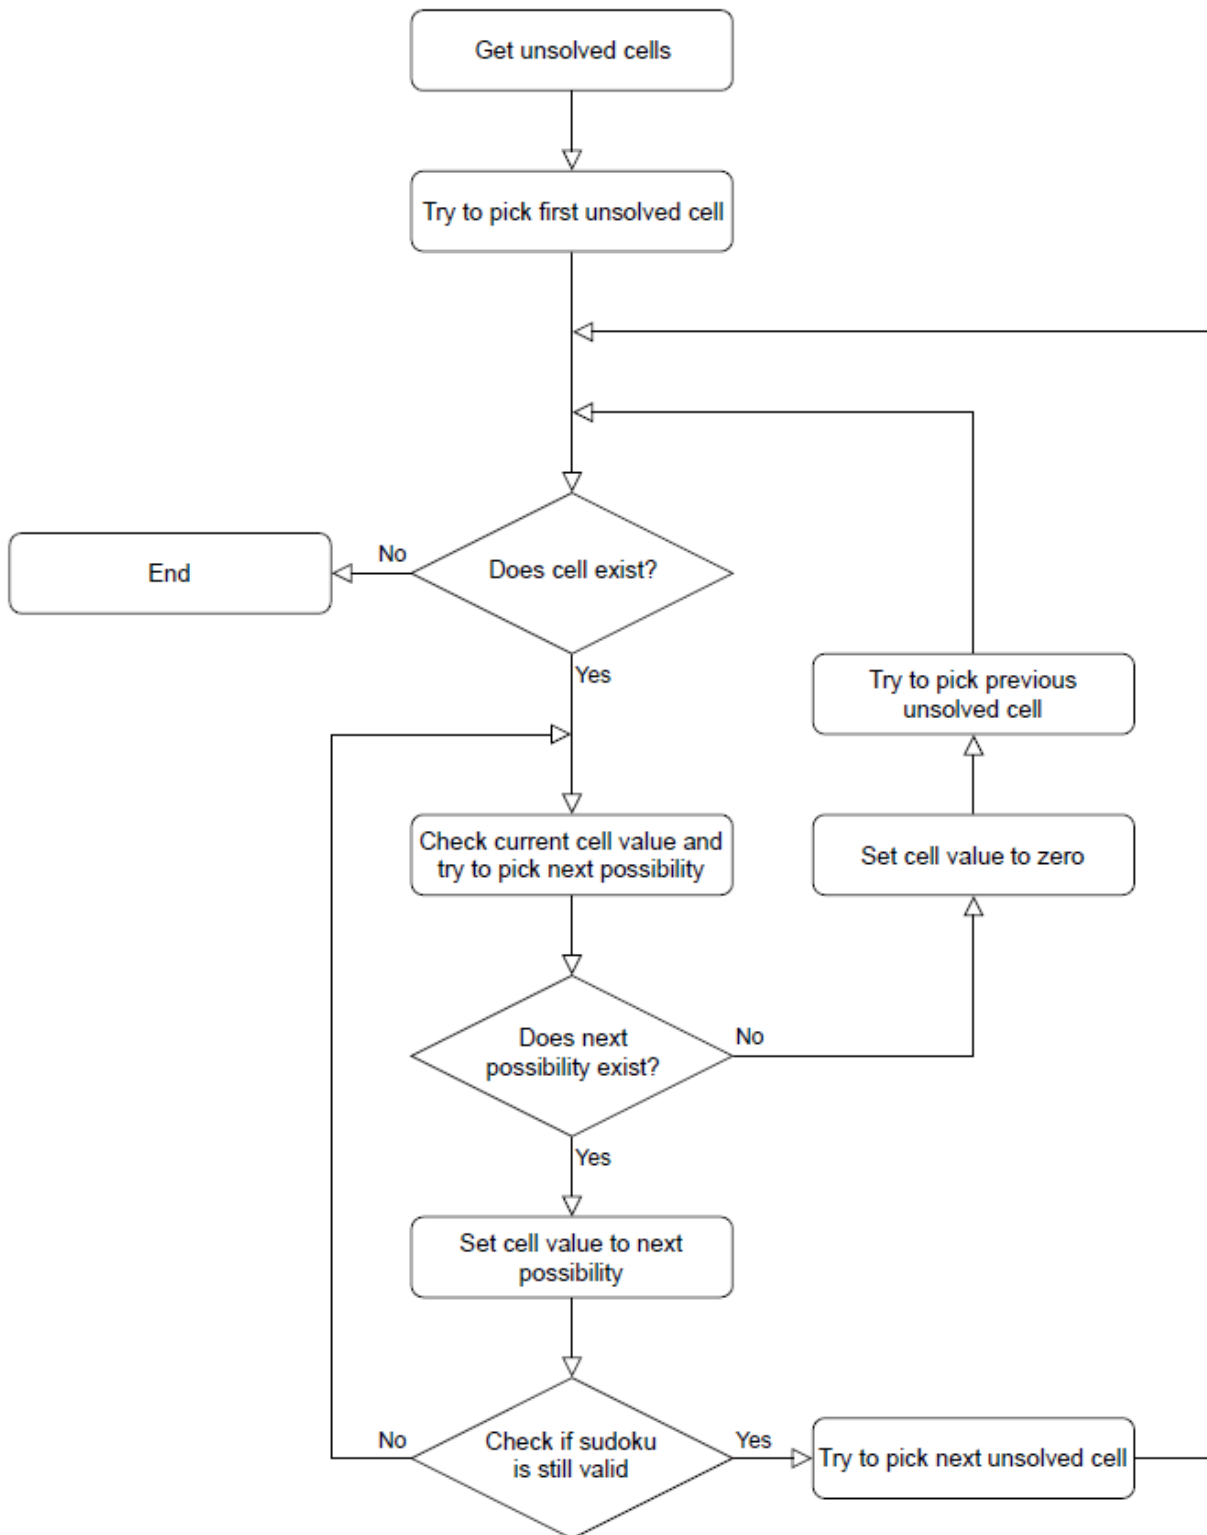 Get unsolved cells
Try to pick first unsolved cell
No
Does cell exist?
End
Yes
Try to pick previous
unsolved cell
Check current cell value and
try to pick next possibility
Set cell value to zero
Does next
possibility exist?
No
Yes
Set cell value to next
possibility
No
Check if sudoku
is still valid
Yes
Try to pick next unsolved cell